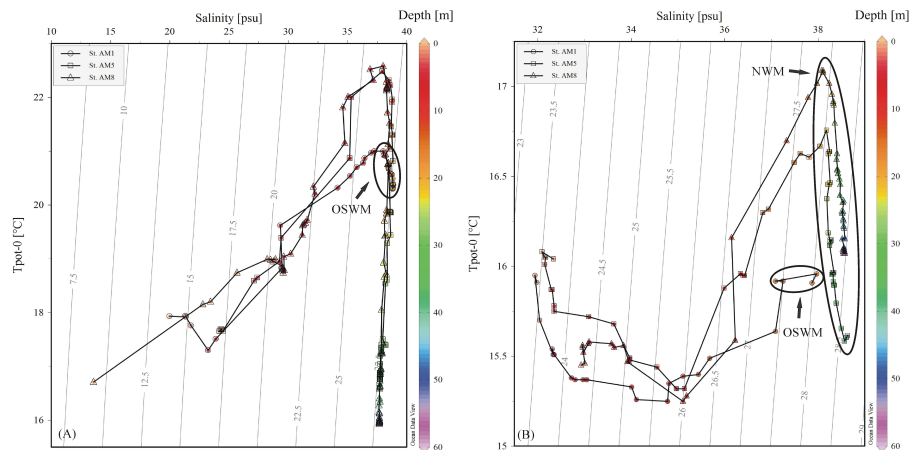 Salinity [psu]
Depth [m]
10 15 20 25 30 35 40
St. AM1
St. AM5
St. AM8
Tpot-0 [°C]
22
20
18
16
7.5
10
12.5
15
17.5
20
22.5
25
OSWM
(A)
0
10
20
30
40
50
60
Ocean Data View
Salinity [psu]
Depth [m]
32 34 36 38
St. AM1
St. AM5
St. AM8
Tpot-0 [°C]
17
16.5
16
15.5
15
23
23.5
24
24.5
25
25.5
26
26.5
27
27.5
28
29
NWM
OSWM
(B)
0
10
20
30
40
50
60
Ocean Data View